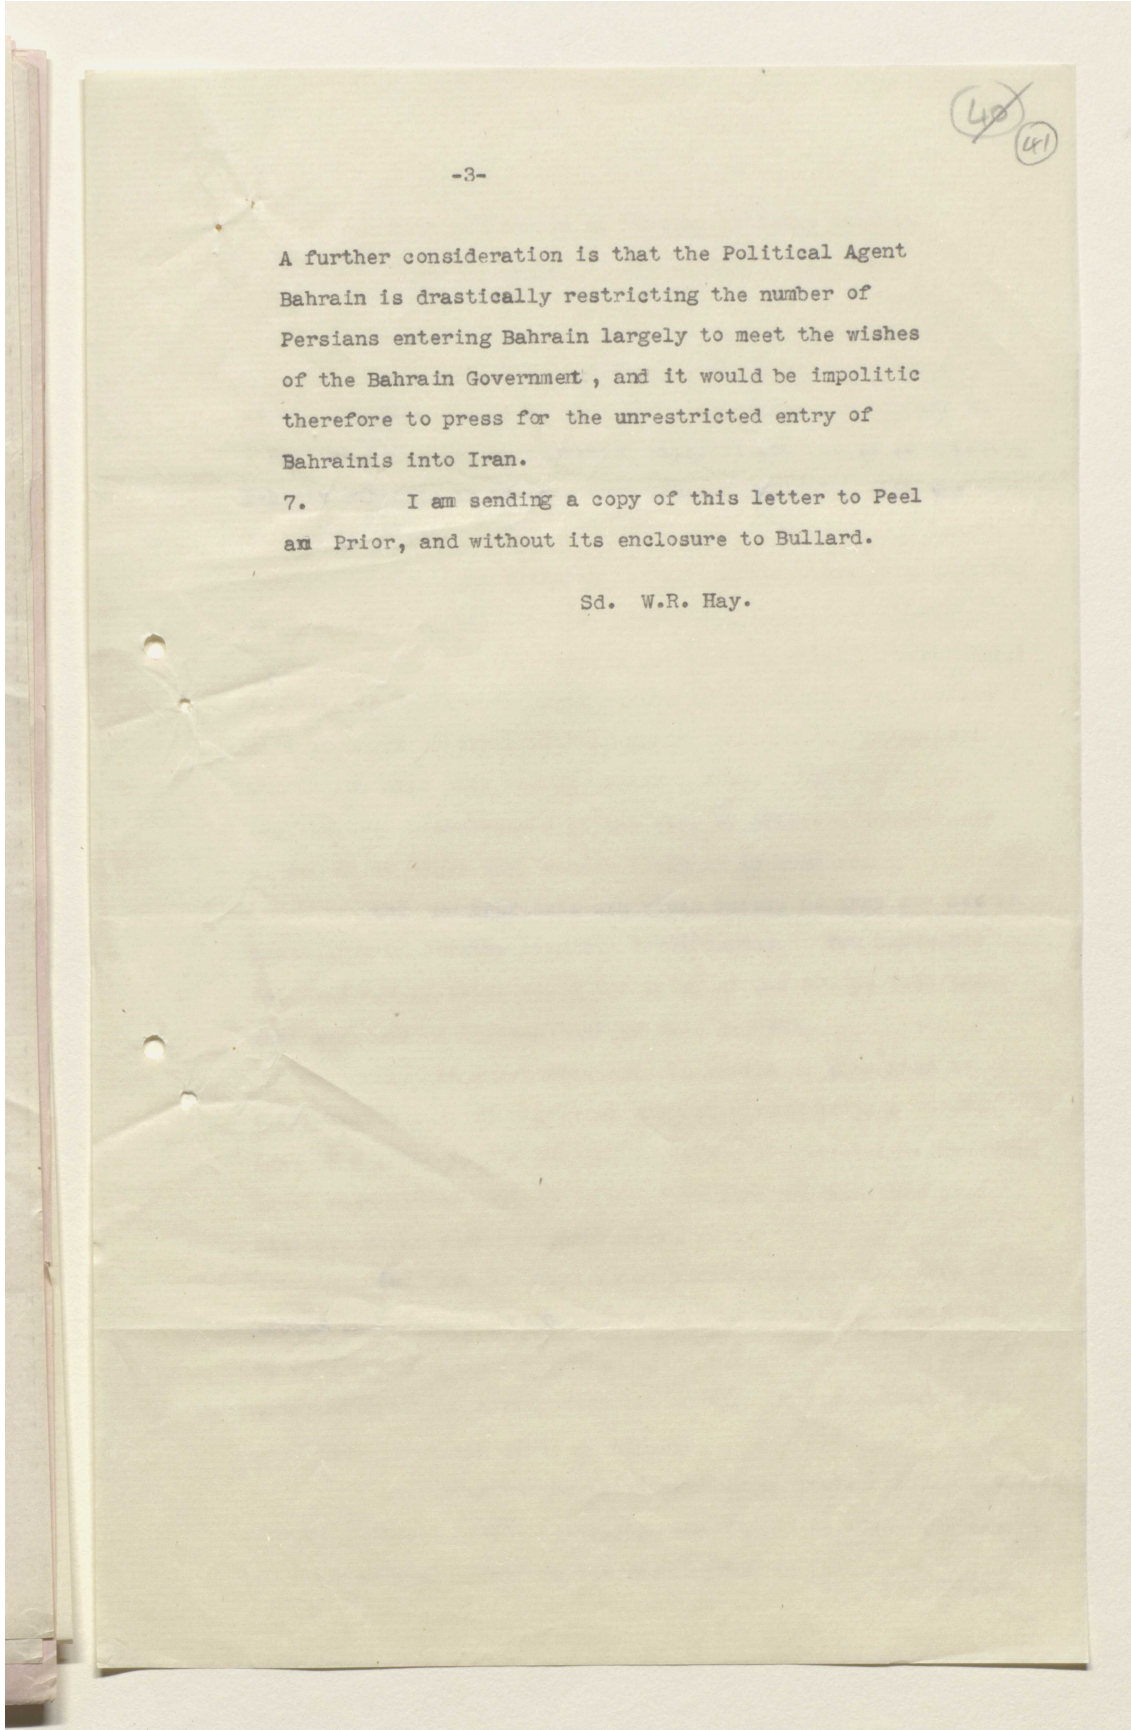 40
41
-3-
A further consideration is that the Political Agent
Bahrain is drastically restricting the number of
Persians entering Bahrain largely to meet the wishes
of the Bahrain Government, and it would be impolitic
therefore to press for the unrestricted entry of
Bahrainis into Iran.
7. I am sending a copy of this letter to Peel
and Prior, and without its enclosure to Bullard.
Sd. W.R. Hay.